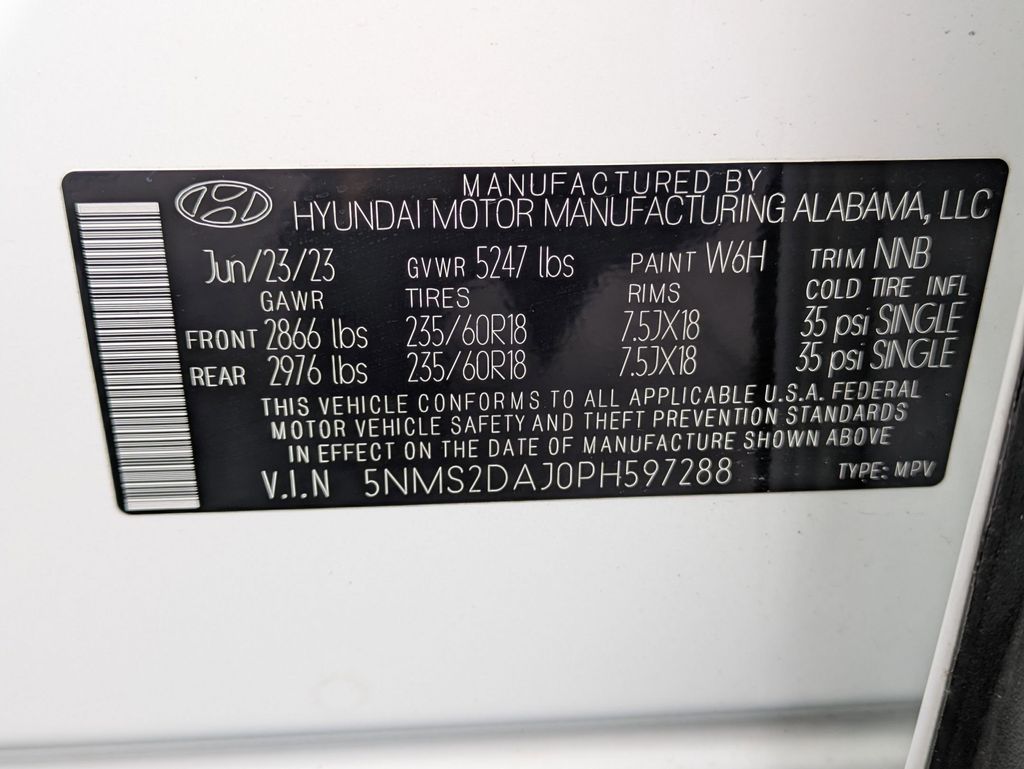 MANUFACTURED BY
HYUNDAI MOTOR MANUFACTURING ALABAMA, LLC
Jun/23/23 GVWR 5247 lbs PAINT W6H TRIM NNB
GAWR TIRES RIMS COLD TIRE INFL
FRONT 2866 lbs 235/60R18 7.5JX18 35 psi SINGLE
REAR 2976 lbs 235/60R18 7.5JX18 35 psi SINGLE
THIS VEHICLE CONFORMS TO ALL APPLICABLE U.S.A. FEDERAL
MOTOR VEHICLE SAFETY AND THEFT PREVENTION STANDARDS
IN EFFECT ON THE DATE OF MANUFACTURE SHOWN ABOVE
V.I.N 5NMS2DAJ0PH597288 TYPE: MPV